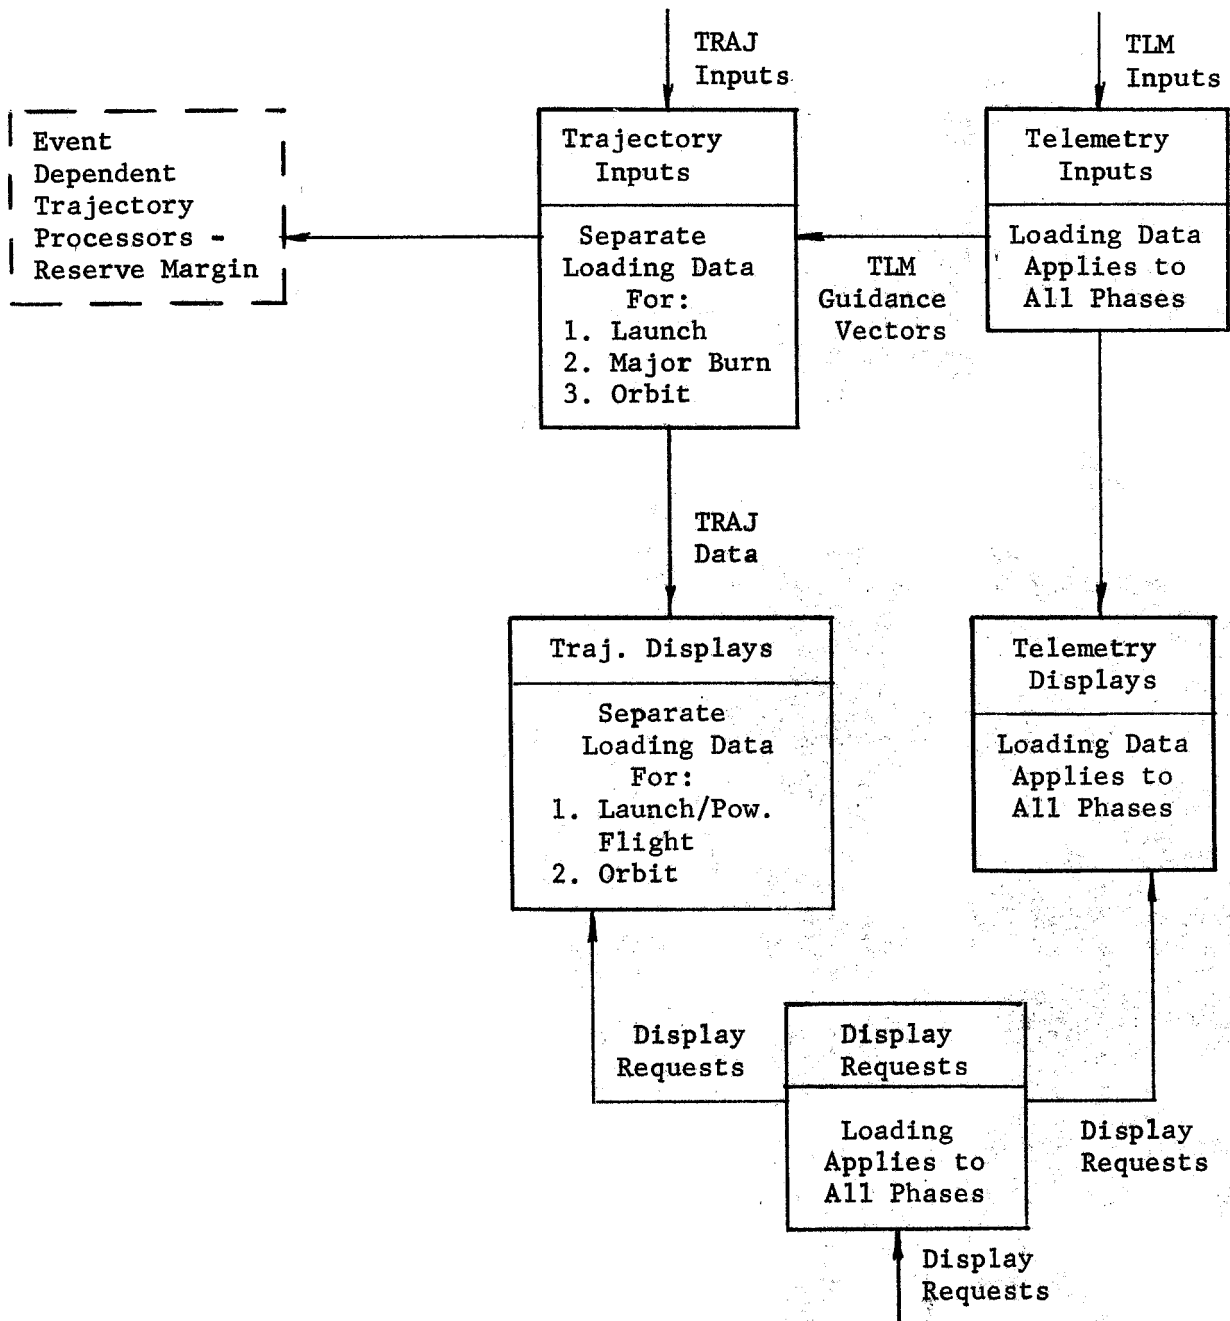 TRAJ
Inputs
TLM
Inputs
Event
Dependent
Trajectory
Processors -
Reserve Margin
Trajectory
Inputs
Separate
Loading Data
For:
1. Launch
2. Major Burn
3. Orbit
TLM
Guidance
Vectors
Telemetry
Inputs
Loading Data
Applies to
All Phases
TRAJ
Data
Traj. Displays
Separate
Loading Data
For:
1. Launch/Pow.
Flight
2. Orbit
Telemetry
Displays
Loading Data
Applies to
All Phases
Display
Requests
Display
Requests
Loading
Applies to
All Phases
Display
Requests
Display
Requests